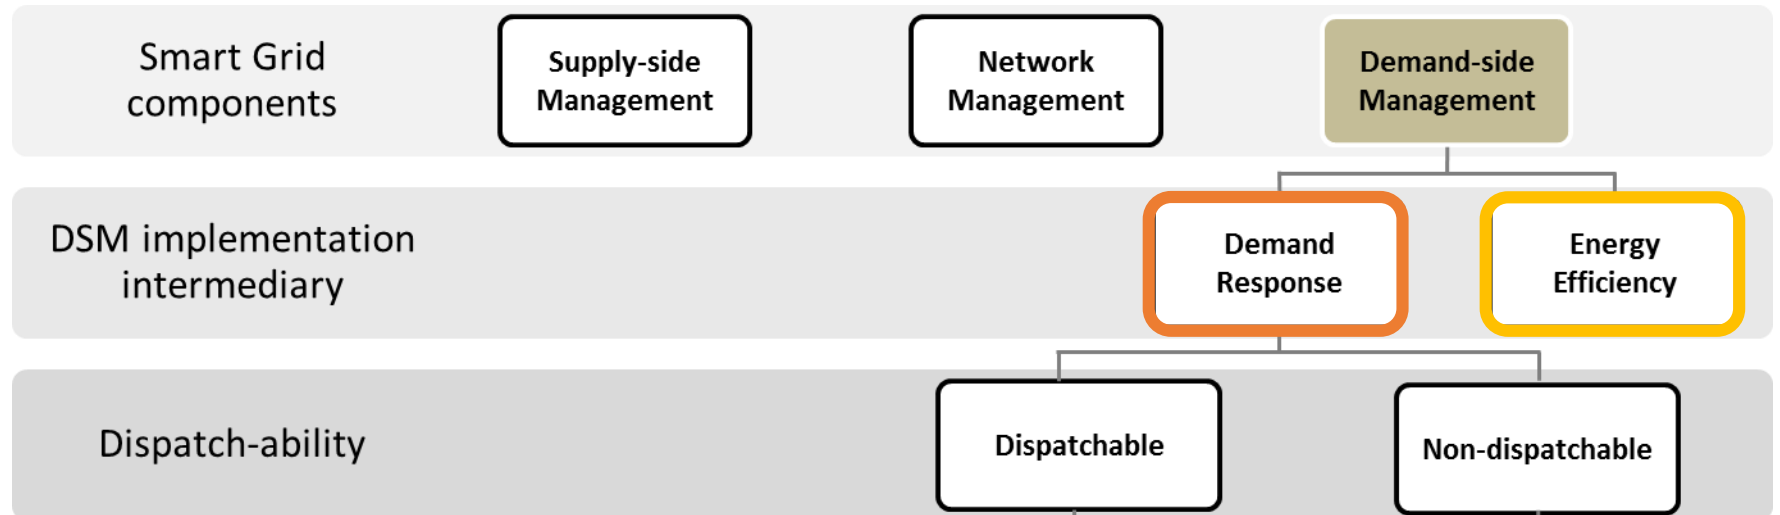 Smart Grid
components
Supply-side
Management
Network
Management
Demand-side
Management
DSM implementation
intermediary
Demand
Response
Energy
Efficiency
Dispatch-ability
Dispatchable
Non-dispatchable